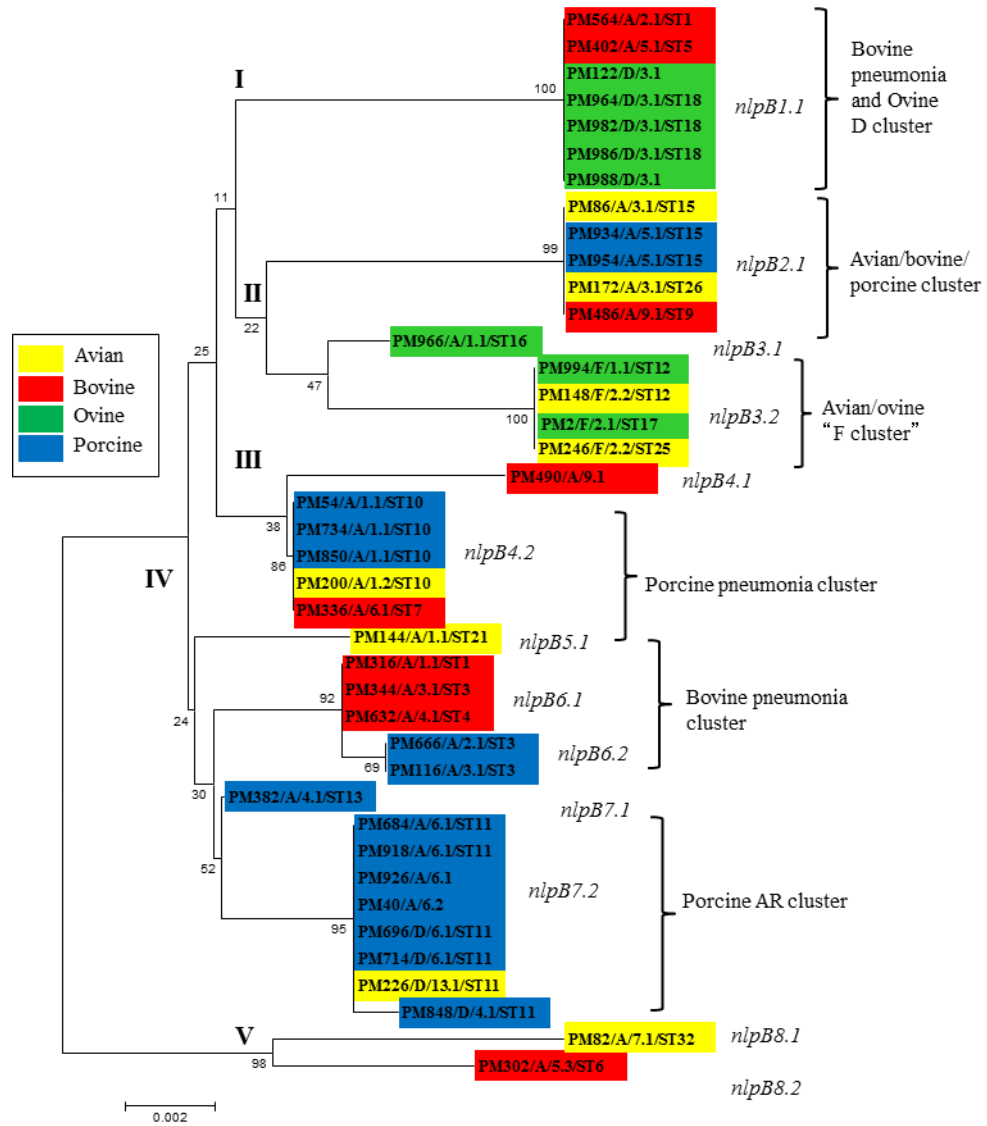 I
100
PM564/A/2.1/ST1
PM402/A/5.1/ST5
PM122/D/3.1
PM964/D/3.1/ST18
PM982/D/3.1/ST18
PM986/D/3.1/ST18
PM988/D/3.1
nlpB1.1
Bovine
pneumonia
and Ovine
D cluster
11
II
22
99
PM86/A/3.1/ST15
PM934/A/5.1/ST15
PM954/A/5.1/ST15
PM172/A/3.1/ST26
PM486/A/9.1/ST9
nlpB2.1
Avian/bovine/
porcine cluster
25
47
PM966/A/1.1/ST16
nlpB3.1
100
PM994/F/1.1/ST12
PM148/F/2.2/ST12
PM2/F/2.1/ST17
PM246/F/2.2/ST25
nlpB3.2
Avian/ovine
“F cluster”
Avian
Bovine
Ovine
Porcine
III
38
PM490/A/9.1
nlpB4.1
86
PM54/A/1.1/ST10
PM734/A/1.1/ST10
PM850/A/1.1/ST10
PM200/A/1.2/ST10
PM336/A/6.1/ST7
nlpB4.2
Porcine pneumonia cluster
IV
24
PM144/A/1.1/ST21
nlpB5.1
92
PM316/A/1.1/ST1
PM344/A/3.1/ST3
PM632/A/4.1/ST4
nlpB6.1
69
PM666/A/2.1/ST3
PM116/A/3.1/ST3
nlpB6.2
Bovine pneumonia
cluster
30
52
PM382/A/4.1/ST13
nlpB7.1
95
PM684/A/6.1/ST11
PM918/A/6.1/ST11
PM926/A/6.1
PM40/A/6.2
PM696/D/6.1/ST11
PM714/D/6.1/ST11
PM226/D/13.1/ST11
PM848/D/4.1/ST11
nlpB7.2
Porcine AR cluster
V
98
PM82/A/7.1/ST32
nlpB8.1
PM302/A/5.3/ST6
nlpB8.2
0.002